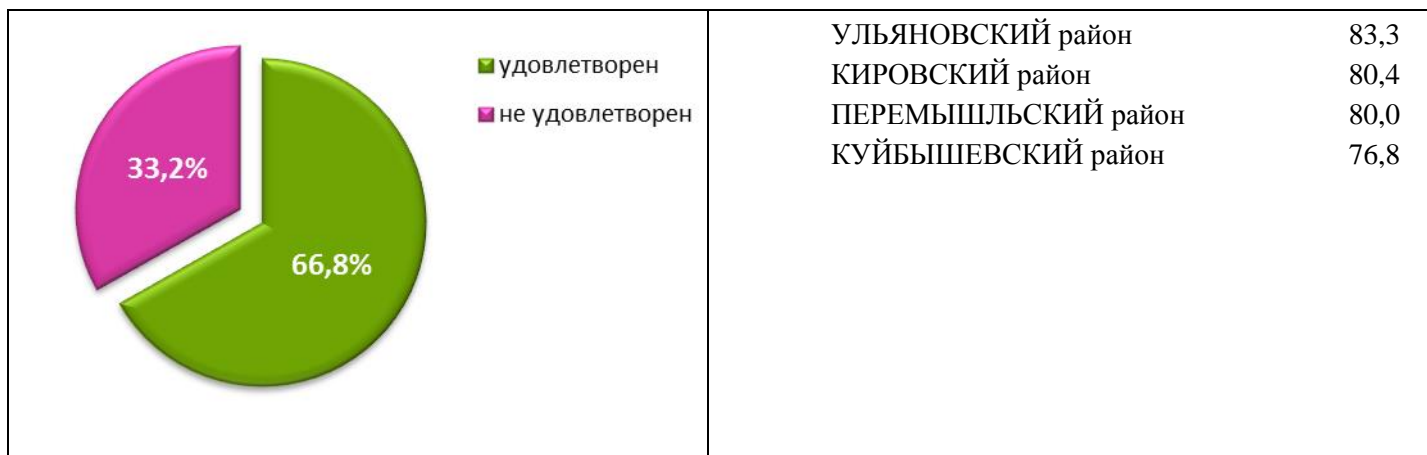 удовлетворен
не удовлетворен
33,2%
66,8%
УЛЬЯНОВСКИЙ район 83,3
КИРОВСКИЙ район 80,4
ПЕРЕМЫШЛЬСКИЙ район 80,0
КУЙБЫШЕВСКИЙ район 76,8